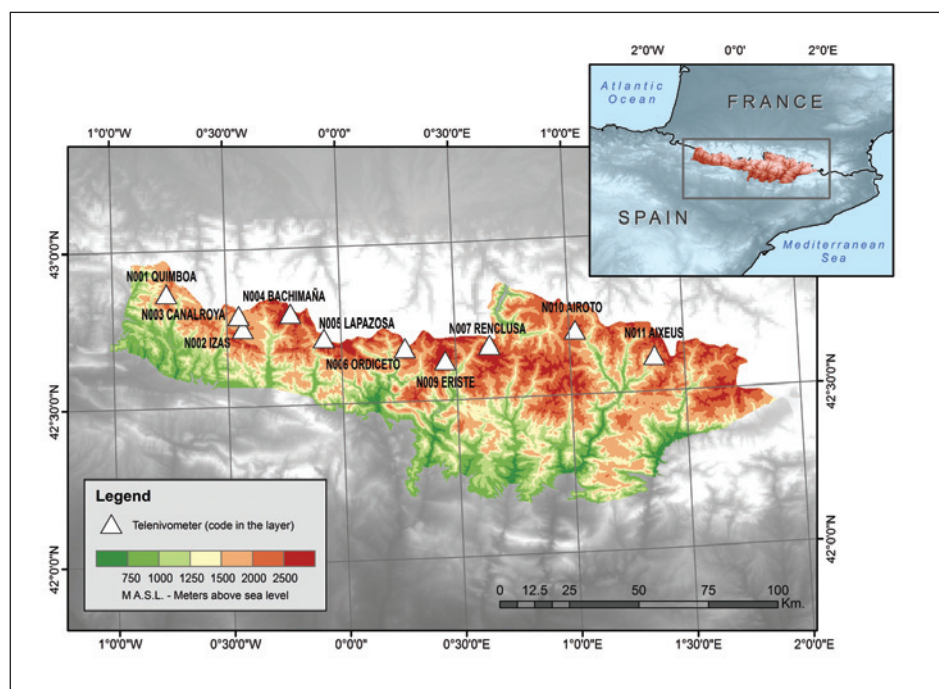 2°0'W 0°0' 2°0'E
Atlantic
Ocean
FRANCE
SPAIN
Mediterranean
Sea
1°0'0"W 0°30'0"W 0°0'0"W 0°30'0"E 1°0'0"E
43°0'0"N
42°30'0"N
42°0'0"N
42°30'0"N
42°0'0"N
N001 QUIMBOA
N004 BACHIMAÑA
N003 CANALROYA
N002 IZAS
N005 LAPAZOSA
N006 ORDICETO
N007 RENCLUSA
N009 ERISTE
N010 AIROTO
N011 AIXEUS
Legend
Telenivometer (code in the layer)
750 1000 1250 1500 2000 2500
M A.S.L. - Meters above sea level
0 12.5 25 50 75 100
Km.
1°0'0"W 0°30'0"W 0°0'0"W 0°30'0"E 1°0'0"E 1°30'0"E 2°0'0"E